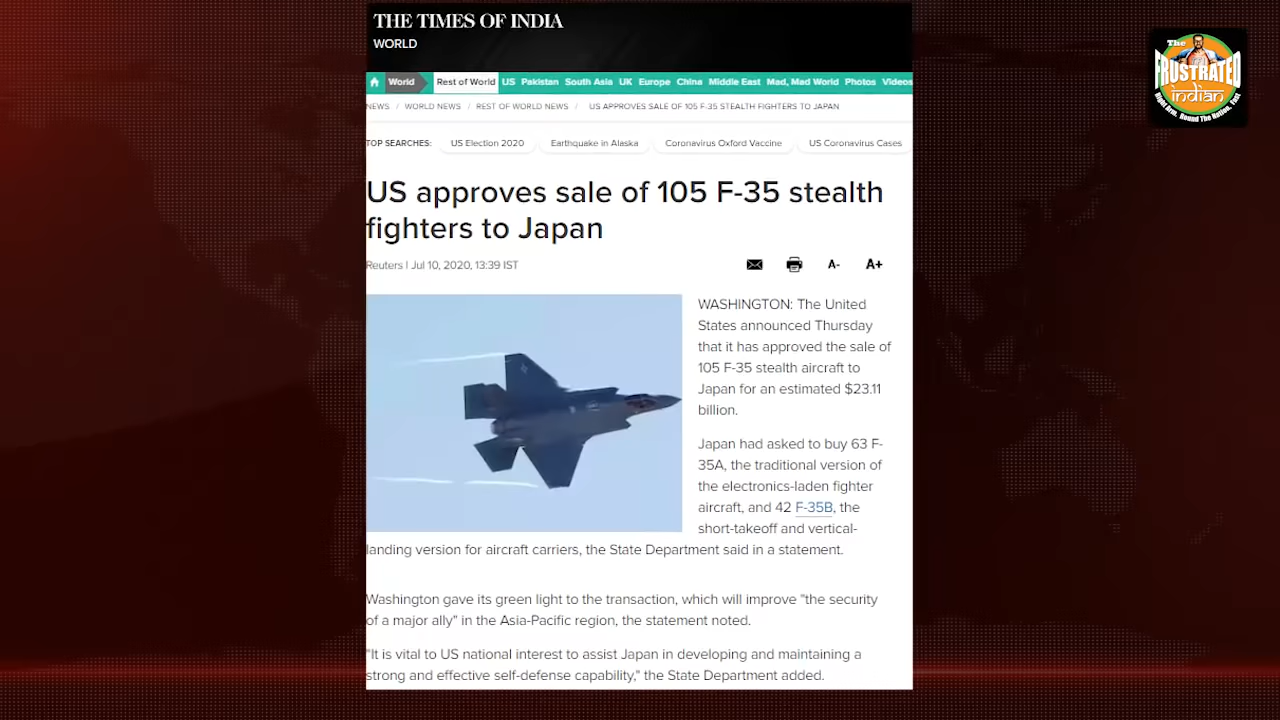 THE TIMES OF INDIA
WORLD
World Rest of World US Pakistan South Asia UK Europe China Middle East Mad, Mad World Photos Videos
NEWS / WORLD NEWS / REST OF WORLD NEWS / US APPROVES SALE OF 105 F-35 STEALTH FIGHTERS TO JAPAN
TOP SEARCHES: US Election 2020 Earthquake in Alaska Coronavirus Oxford Vaccine US Coronavirus Cases
US approves sale of 105 F-35 stealth
fighters to Japan
Reuters | Jul 10, 2020, 13:39 IST
A- A+
WASHINGTON: The United
States announced Thursday
that it has approved the sale of
105 F-35 stealth aircraft to
Japan for an estimated $23.11
billion.
Japan had asked to buy 63 F-
35A, the traditional version of
the electronics-laden fighter
aircraft, and 42 F-35B, the
short-takeoff and vertical-
landing version for aircraft carriers, the State Department said in a statement.
Washington gave its green light to the transaction, which will improve "the security
of a major ally" in the Asia-Pacific region, the statement noted.
"It is vital to US national interest to assist Japan in developing and maintaining a
strong and effective self-defense capability," the State Department added.
The
FRUSTRATED
indian
Right Arm. Round The Nation. Fast